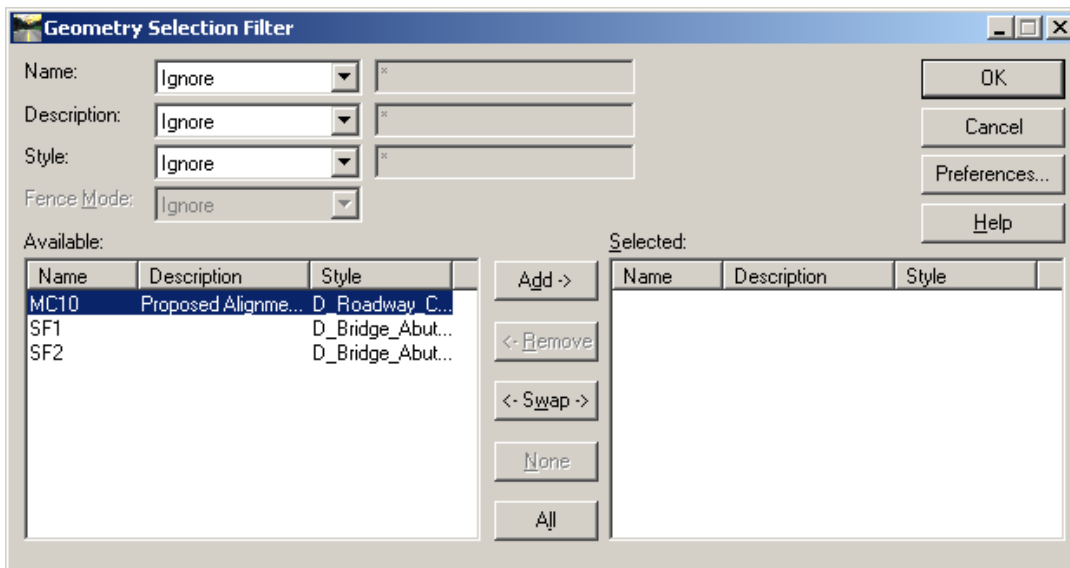 Geometry Selection Filter
Name: Ignore *
Description: Ignore *
Style: Ignore *
Fence Mode: Ignore
OK
Cancel
Preferences...
Help
Available:
Name Description Style
MC10 Proposed Alignme... D_Roadway_C...
SF1 D_Bridge_Abut...
SF2 D_Bridge_Abut...
Add ->
<- Remove
<- Swap ->
None
All
Selected:
Name Description Style